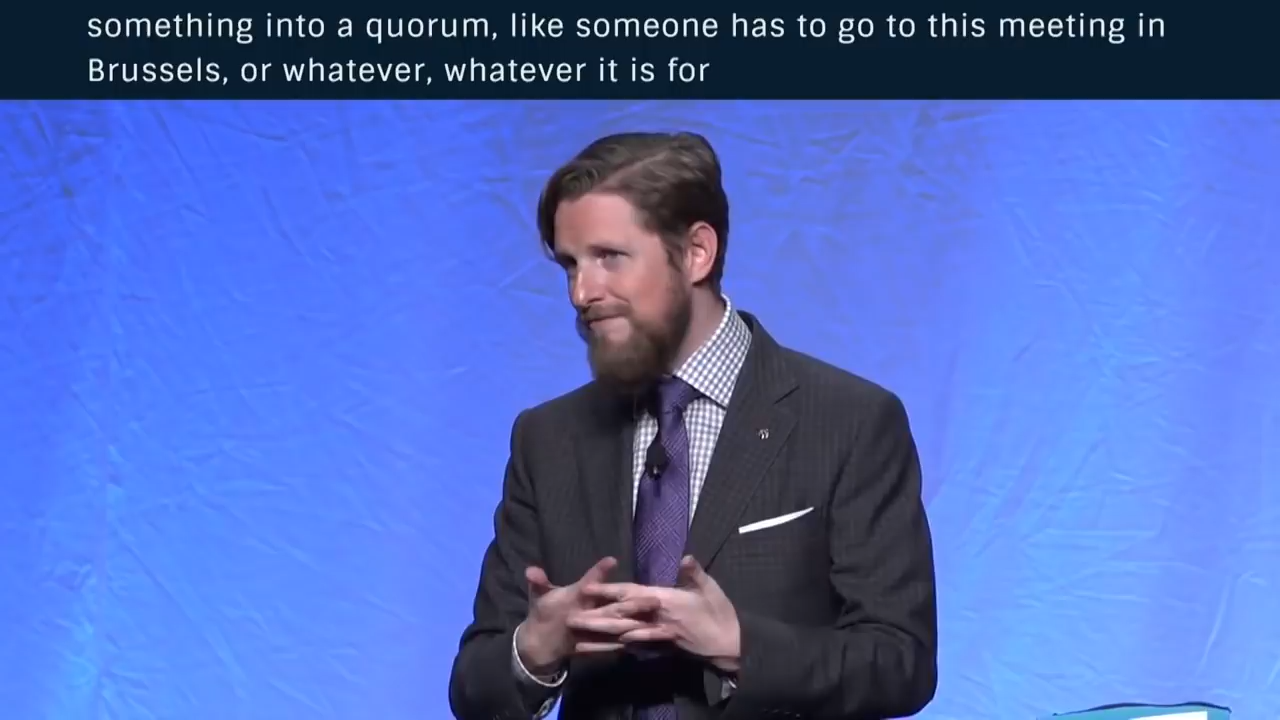 something into a quorum, like someone has to go to this meeting in
Brussels, or whatever, whatever it is for